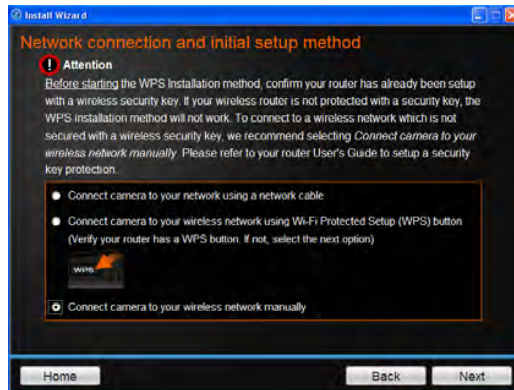 Install Wizard
Network connection and initial setup method
Attention
Before starting the WPS Installation method, confirm your router has already been setup
with a wireless security key. If your wireless router is not protected with a security key, the
WPS installation method will not work. To connect to a wireless network which is not
secured with a wireless security key, we recommend selecting Connect camera to your
wireless network manually. Please refer to your router User's Guide to setup a security
key protection.
Connect camera to your network using a network cable
Connect camera to your wireless network using Wi-Fi Protected Setup (WPS) button
(Verify your router has a WPS button. If not, select the next option)
WPS
Connect camera to your wireless network manually
Home Back Next